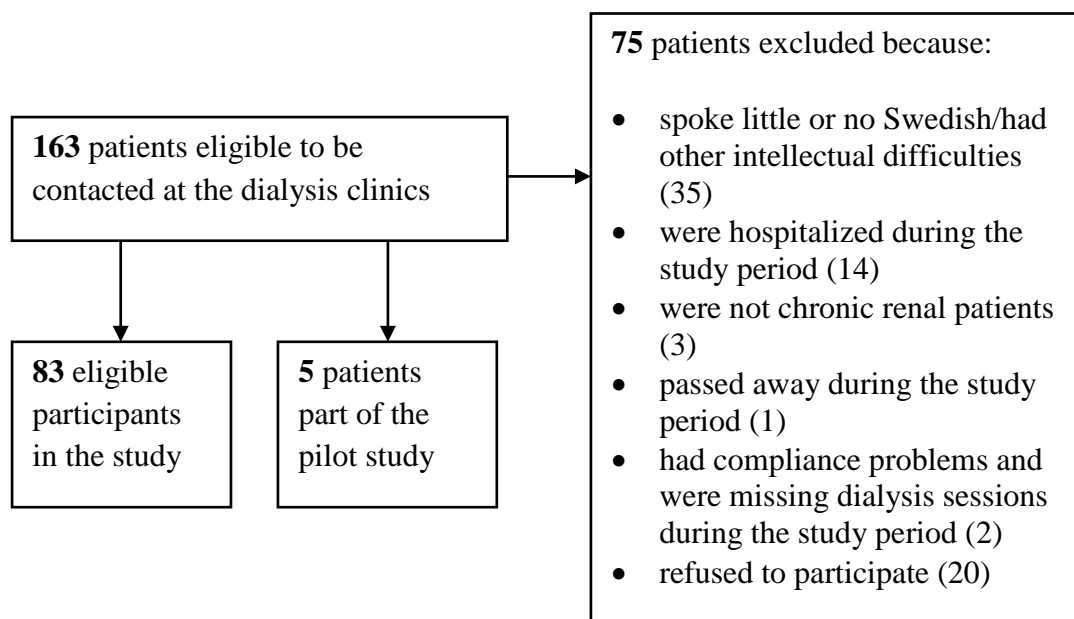 163 patients eligible to be
contacted at the dialysis clinics
83 eligible
participants
in the study
5 patients
part of the
pilot study
75 patients excluded because:
• spoke little or no Swedish/had
other intellectual difficulties
(35)
• were hospitalized during the
study period (14)
• were not chronic renal patients
(3)
• passed away during the study
period (1)
• had compliance problems and
were missing dialysis sessions
during the study period (2)
• refused to participate (20)